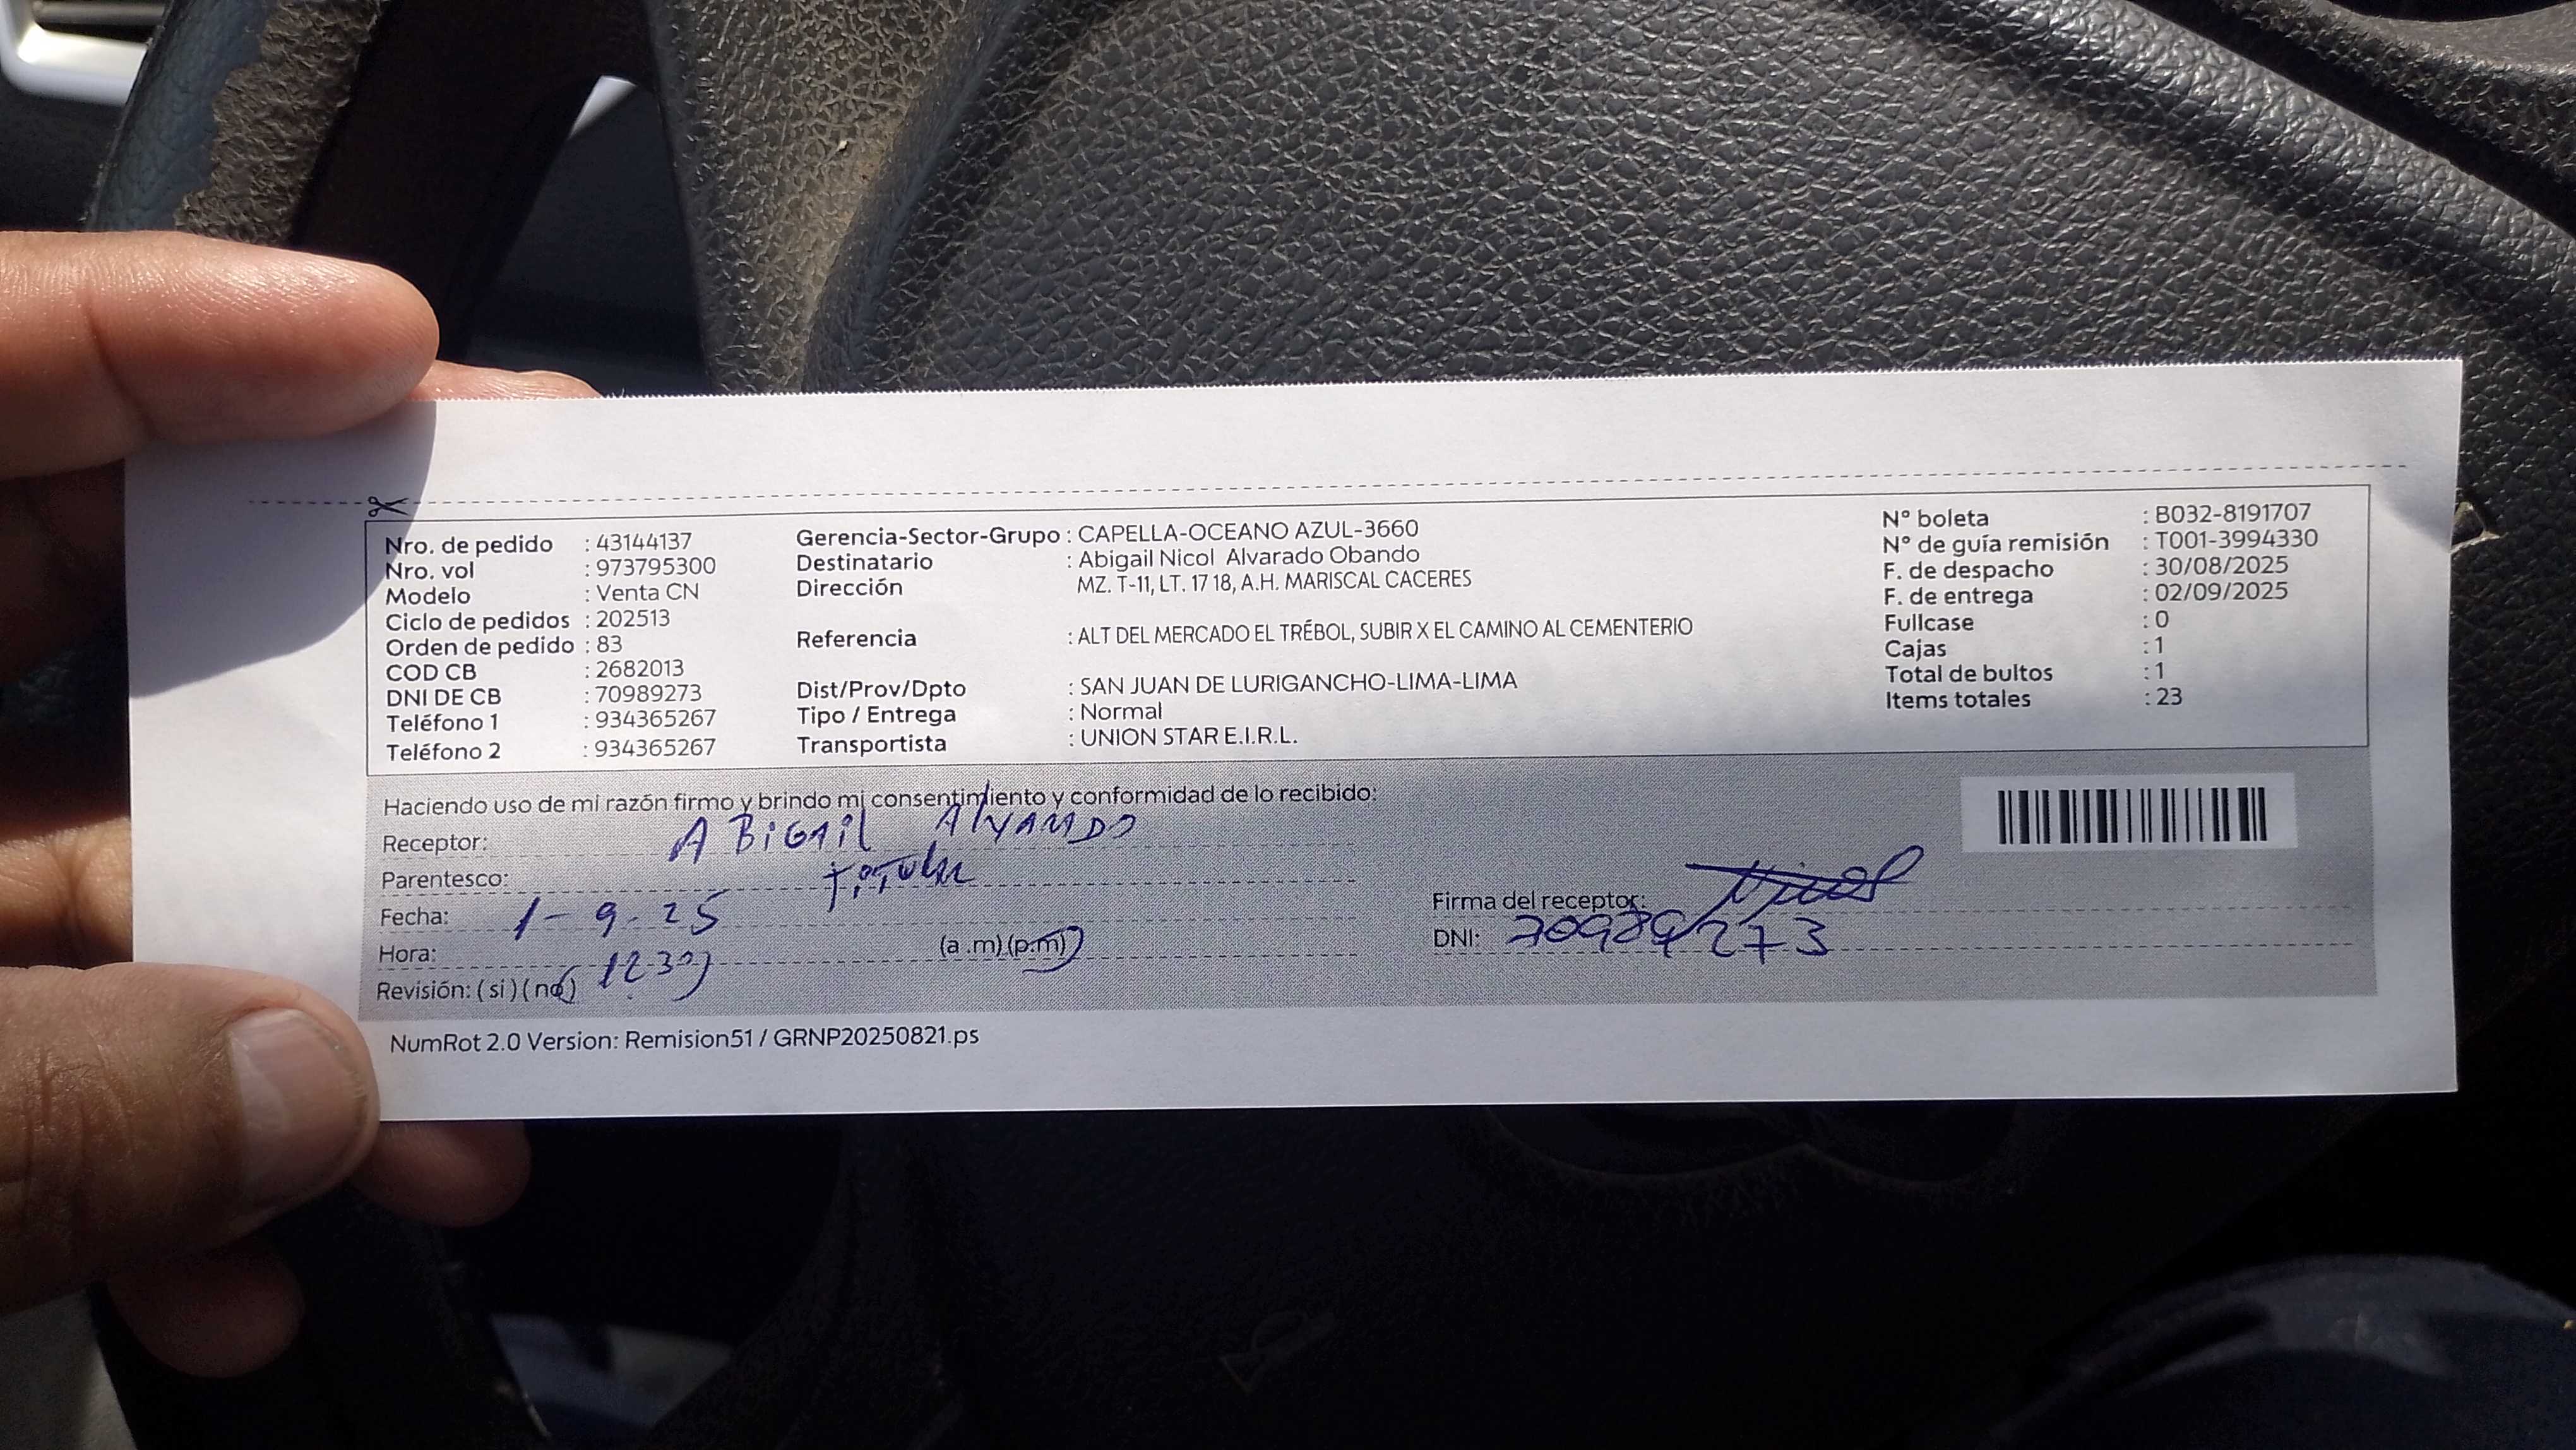 Nro. de pedido : 43144137
Nro. vol : 973795300
Modelo : Venta CN
Ciclo de pedidos : 202513
Orden de pedido : 83
COD CB : 2682013
DNI DE CB : 70989273
Teléfono 1 : 934365267
Teléfono 2 : 934365267
Gerencia-Sector-Grupo : CAPELLA-OCEANO AZUL-3660
Destinatario : Abigail Nicol Alvarado Obando
Dirección MZ. T-11, LT. 17 18, A.H. MARISCAL CACERES
Referencia : ALT DEL MERCADO EL TRÉBOL, SUBIR X EL CAMINO AL CEMENTERIO
Dist/Prov/Dpto : SAN JUAN DE LURIGANCHO-LIMA-LIMA
Tipo / Entrega : Normal
Transportista : UNION STAR E.I.R.L.
N° boleta : B032-8191707
N° de guía remisión : T001-3994330
F. de despacho : 30/08/2025
F. de entrega : 02/09/2025
Fullcase : 0
Cajas : 1
Total de bultos : 1
Items totales : 23
Haciendo uso de mi razón firmo y brindo mi consentimiento y conformidad de lo recibido:
Receptor: ABiGAil
Parentesco: Titular
Fecha: 1-9-25
Hora: 1230 (a .m) (p.m)
Revisión: ( si ) ( no )
Firma del receptor: Nicol
DNI: 70989273
NumRot 2.0 Version: Remision51 / GRNP20250821.ps